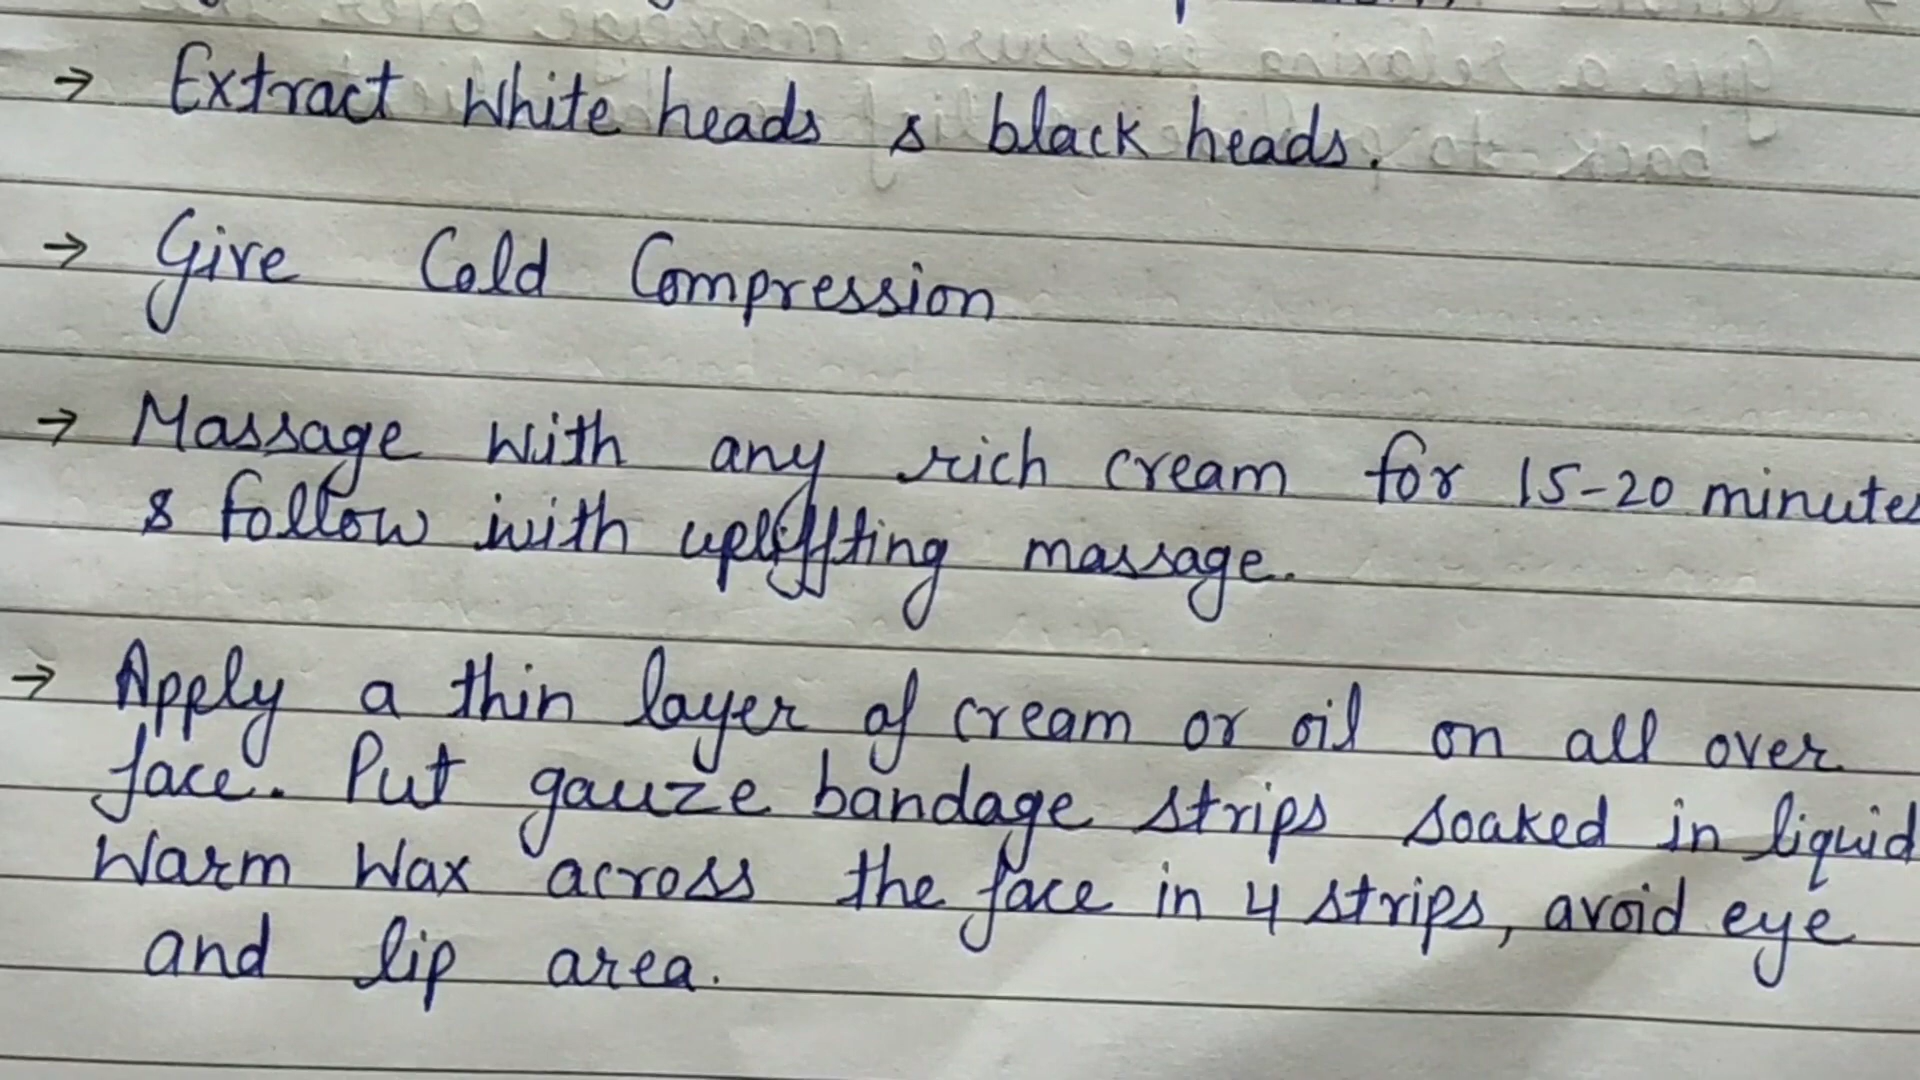 → Extract White heads & black heads.
→ Give Cold Compression
→ Massage with any rich cream for 15-20 minutes
& follow with upliffting massage.
→ Apply a thin layer of cream or oil on all over
face. Put gauze bandage strips soaked in liquid
Warm Wax across the face in 4 strips, avoid eye
and lip area.